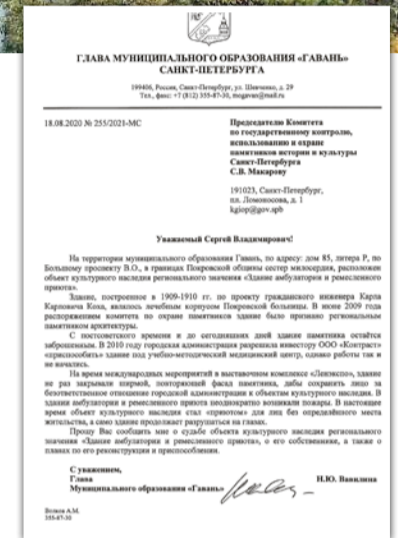 ГЛАВА МУНИЦИПАЛЬНОГО ОБРАЗОВАНИЯ «ГАВАНЬ»
САНКТ-ПЕТЕРБУРГА
199406, Россия, Санкт-Петербург, ул. Шевченко, д. 29
Тел., факс: +7 (812) 355-87-30, mogavan@mail.ru
18.08.2020 № 255/2021-МС
Председателю Комитета
по государственному контролю,
использованию и охране
памятников истории и культуры
Санкт-Петербурга
С.В. Макарову
191023, Санкт-Петербург,
пл. Ломоносова, д. 1
kgiop@gov.spb
Уважаемый Сергей Владимирович!
На территории муниципального образования Гавань, по адресу: дом 85, литера Р, по
Большому проспекту В.О., в границах Покровской общины сестер милосердия, расположен
объект культурного наследия регионального значения «Здание амбулатории и ремесленного
приюта».
Здание, построенное в 1909-1910 гг. по проекту гражданского инженера Карла
Карловича Коха, являлось лечебным корпусом Покровской больницы. В июне 2009 года
распоряжением комитета по охране памятников здание было признано региональным
памятником архитектуры.
С постсоветского времени и до сегодняшних дней здание памятника остаётся
заброшенным. В 2010 году городская администрация разрешила инвестору ООО «Контраст»
«приспособить» здание под учебно-методический медицинский центр, однако работы так и
не начались.
На время международных мероприятий в выставочном комплексе «Ленэкспо», здание
не раз закрывали ширмой, повторяющей фасад памятника, дабы сохранить лицо за
безответственное отношение городской администрации к объектам культурного наследия. В
здании амбулатории и ремесленного приюта неоднократно возникали пожары. В настоящее
время объект культурного наследия стал «приютом» для лиц без определённого места
жительства, а само здание продолжает разрушаться на глазах.
Прошу Вас сообщить мне о судьбе объекта культурного наследия регионального
значения «Здание амбулатории и ремесленного приюта», о его собственнике, а также о
планах по его реконструкции и приспособлении.
С уважением,
Глава
Муниципального образования «Гавань»
Н.Ю. Вавилина
Волков А.М.
355-87-30